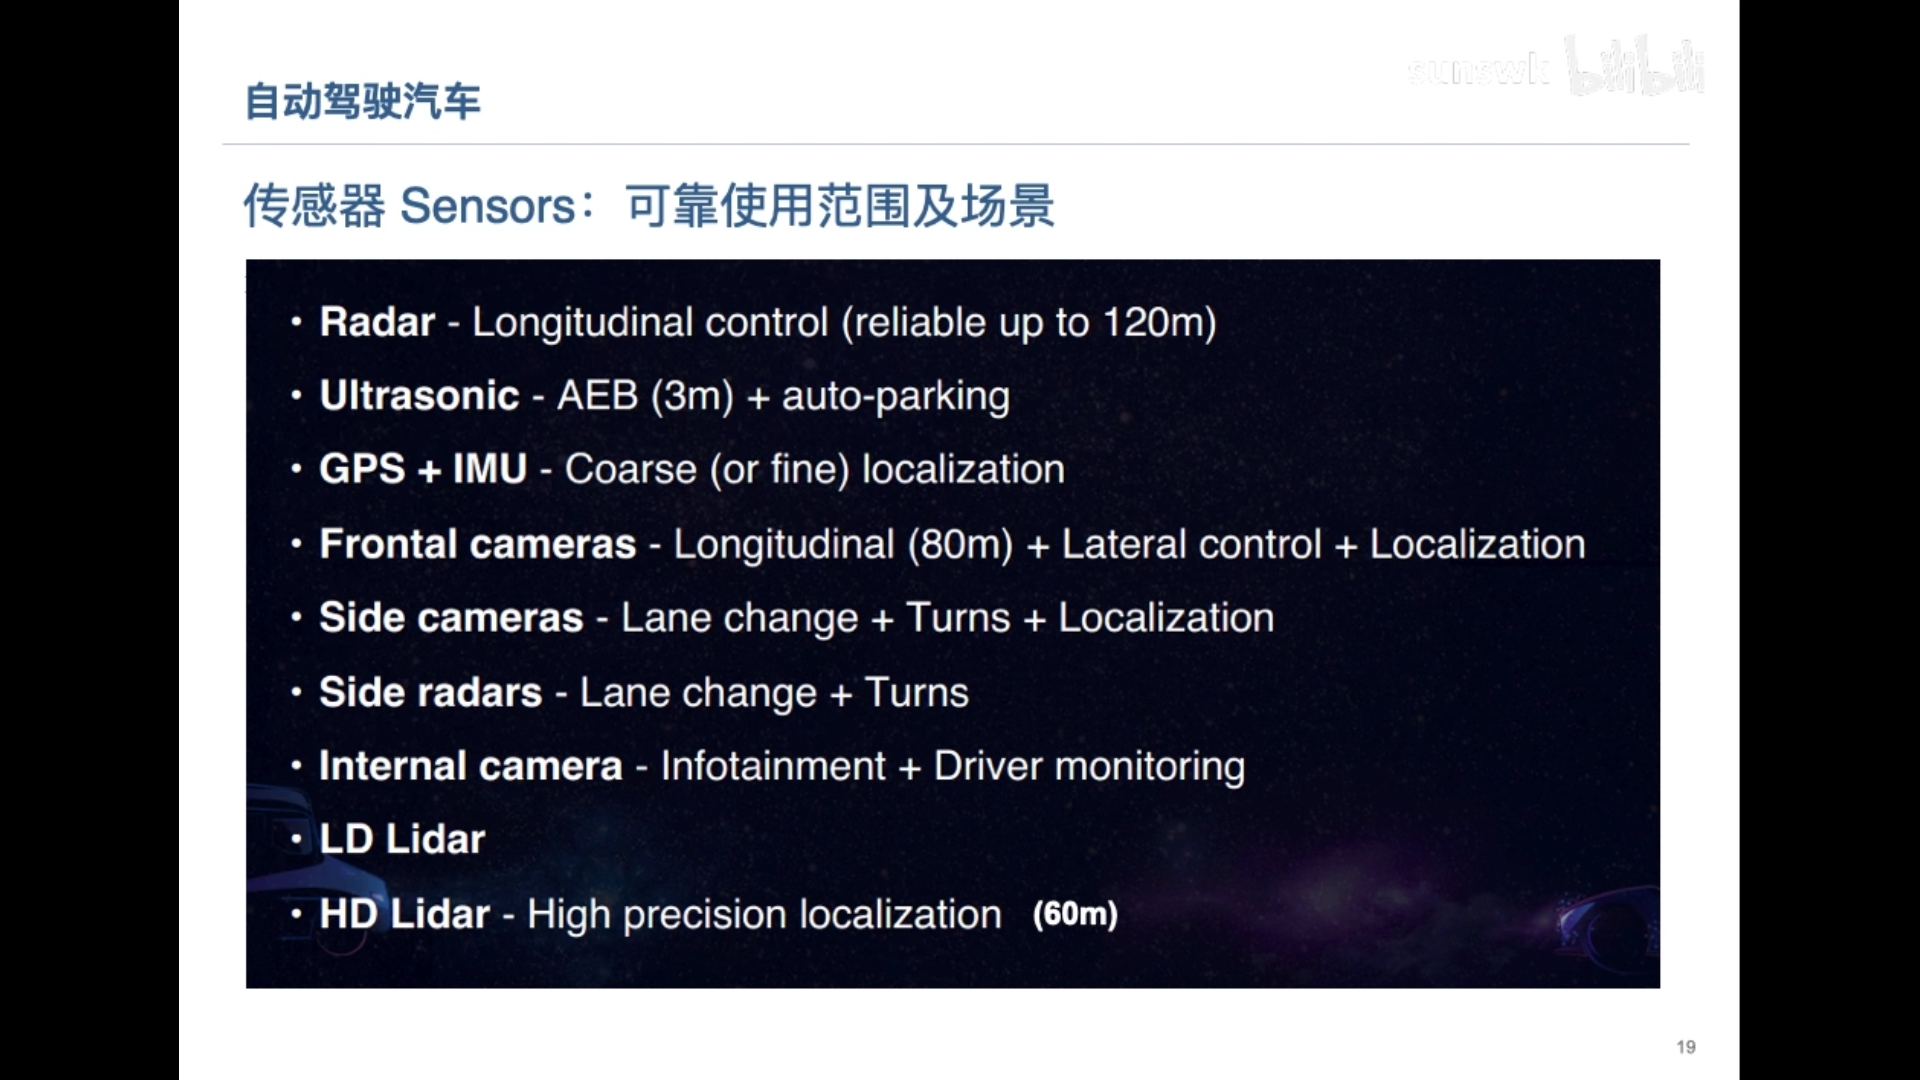 sunswk bilibili
自动驾驶汽车
传感器 Sensors：可靠使用范围及场景
• Radar - Longitudinal control (reliable up to 120m)
• Ultrasonic - AEB (3m) + auto-parking
• GPS + IMU - Coarse (or fine) localization
• Frontal cameras - Longitudinal (80m) + Lateral control + Localization
• Side cameras - Lane change + Turns + Localization
• Side radars - Lane change + Turns
• Internal camera - Infotainment + Driver monitoring
• LD Lidar
• HD Lidar - High precision localization (60m)
19